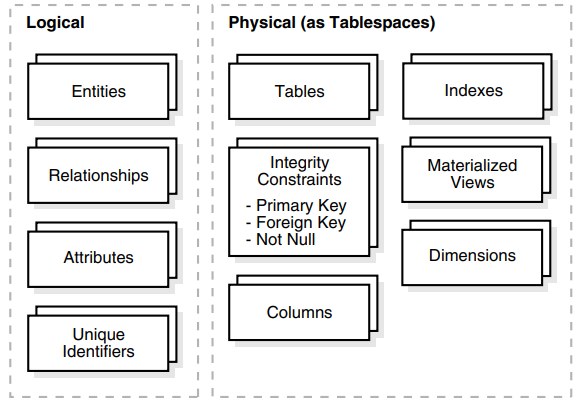 Logical
Entities
Relationships
Attributes
Unique
Identifiers
Physical (as Tablespaces)
Tables
Integrity
Constraints
- Primary Key
- Foreign Key
- Not Null
Columns
Indexes
Materialized
Views
Dimensions